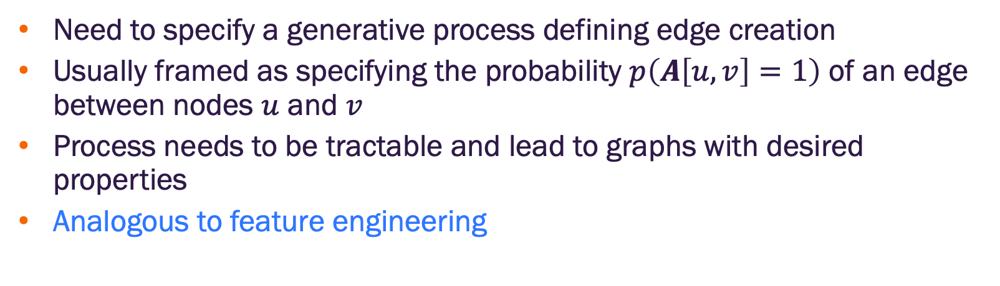 • Need to specify a generative process defining edge creation
• Usually framed as specifying the probability p(A[u, v] = 1) of an edge
between nodes u and v
• Process needs to be tractable and lead to graphs with desired
properties
• Analogous to feature engineering